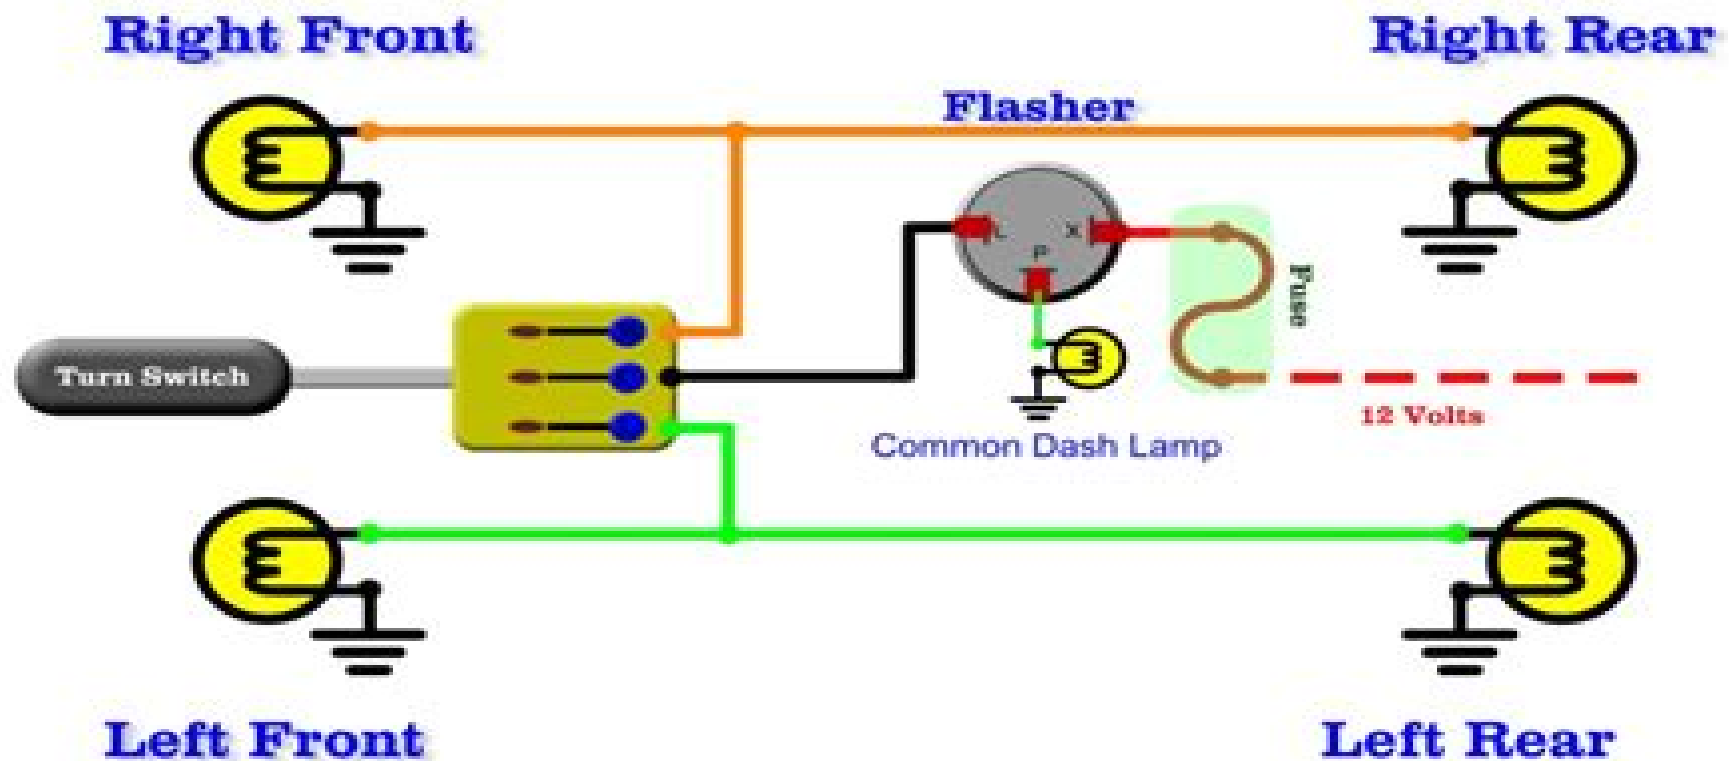 Right Front
Right Rear
Flasher
L
X
P
Fuse
Turn Switch
12 Volts
Common Dash Lamp
Left Front
Left Rear